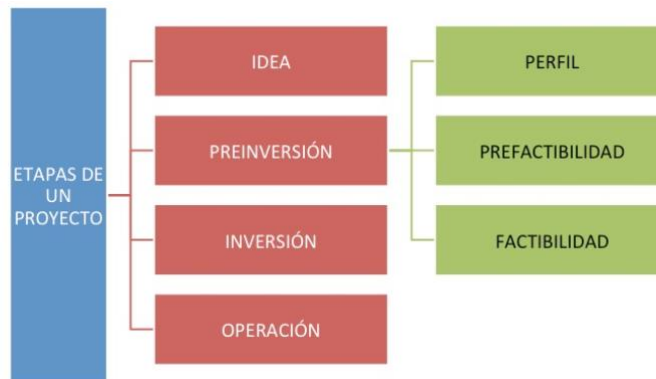 ETAPAS DE
UN
PROYECTO
IDEA
PREINVERSIÓN
INVERSIÓN
OPERACIÓN
PERFIL
PREFACTIBILIDAD
FACTIBILIDAD